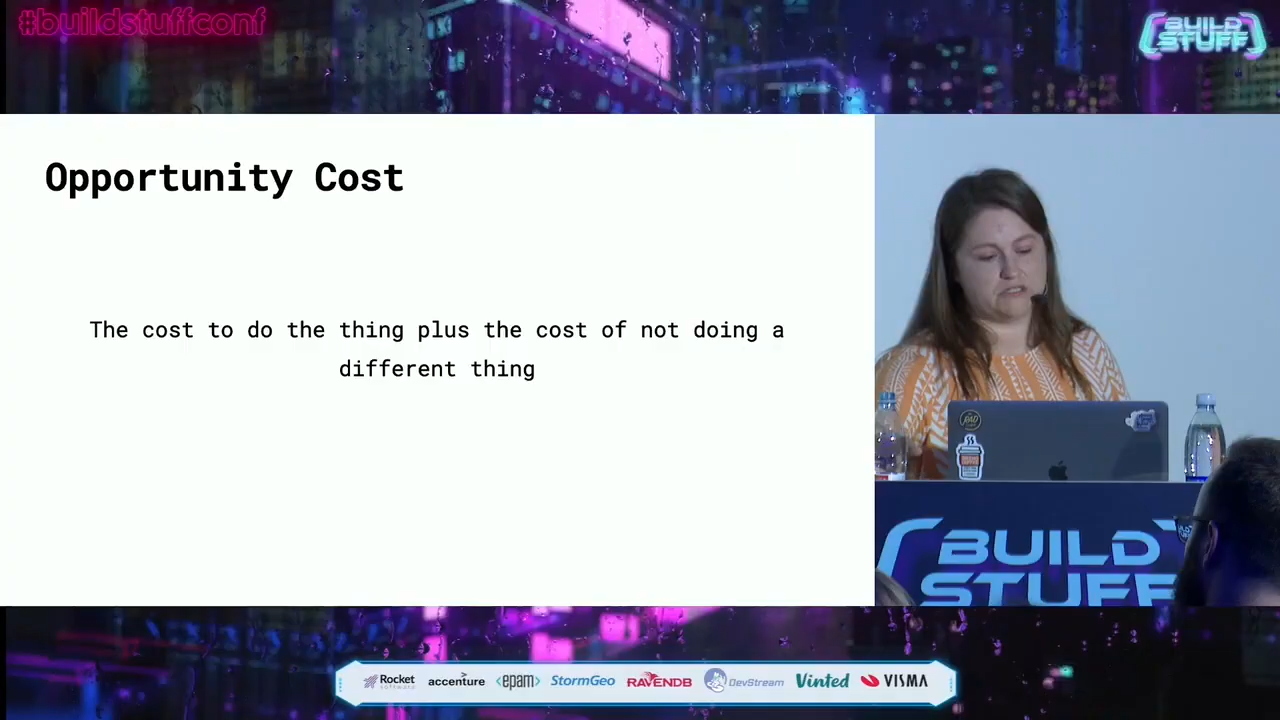 #buildstuffconf
BUILD
STUFF
Opportunity Cost
The cost to do the thing plus the cost of not doing a
different thing
BUILD
STUFF
Rocket
software
accenture
<epam>
StormGeo
RAVENDB
DevStream
Vinted
VISMA